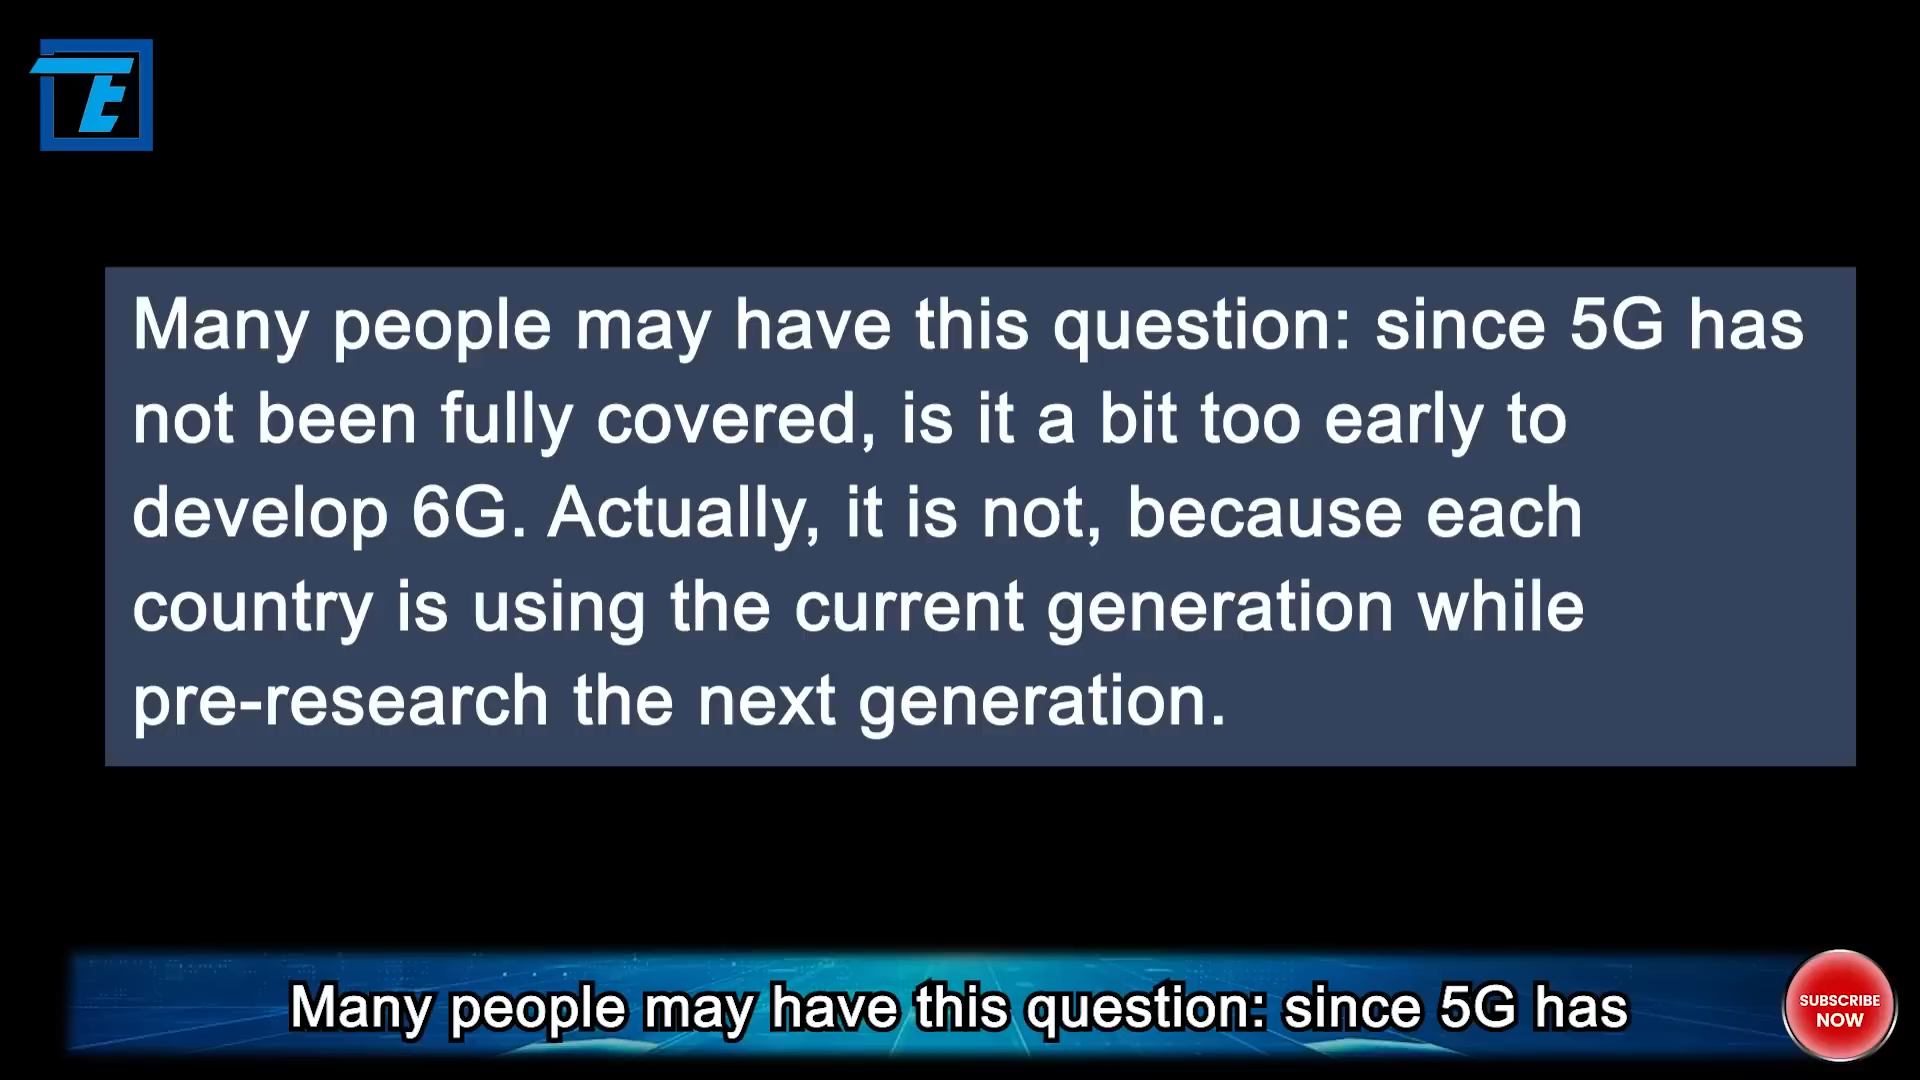 TE
Many people may have this question: since 5G has
not been fully covered, is it a bit too early to
develop 6G. Actually, it is not, because each
country is using the current generation while
pre-research the next generation.
Many people may have this question: since 5G has
SUBSCRIBE
NOW